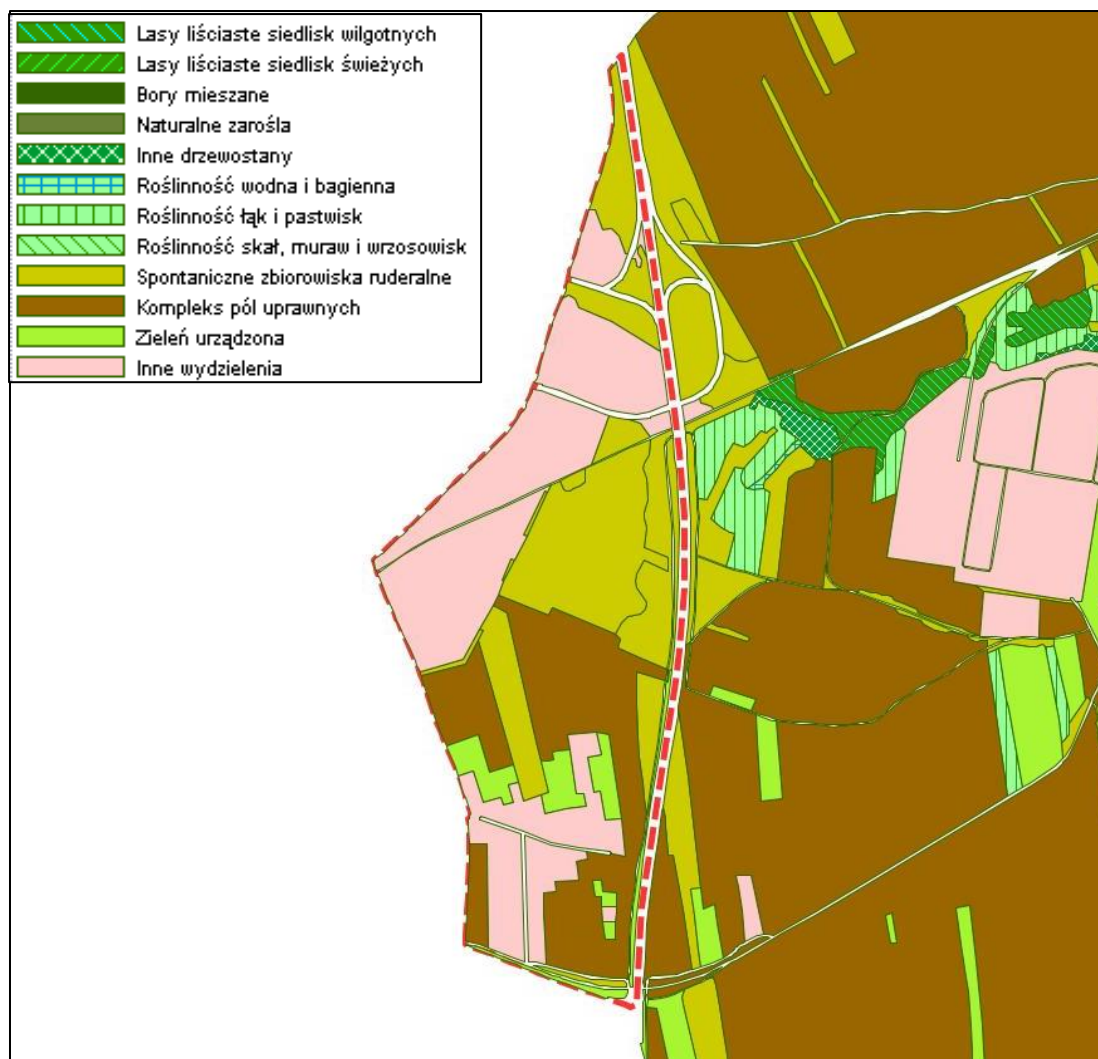 Lasy liściaste siedlisk wilgotnych
Lasy liściaste siedlisk świeżych
Bory mieszane
Naturalne zarośla
Inne drzewostany
Roślinność wodna i bagienna
Roślinność łąk i pastwisk
Roślinność skał, muraw i wrzosowisk
Spontaniczne zbiorowiska ruderalne
Kompleks pól uprawnych
Zieleń urządzona
Inne wydzielenia